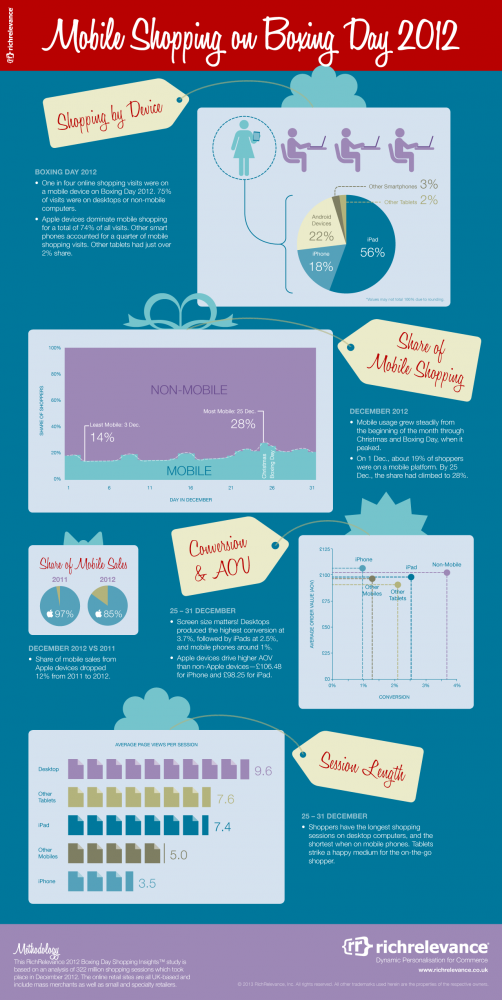 richrelevance
Mobile Shopping on Boxing Day 2012
Shopping by Device
BOXING DAY 2012
• One in four online shopping visits were on
a mobile device on Boxing Day 2012. 75%
of visits were on desktops or non-mobile
computers.
• Apple devices dominate mobile shopping
for a total of 74% of all visits. Other smart
phones accounted for a quarter of mobile
shopping visits. Other tablets had just over
2% share.
Other Smartphones 3%
Other Tablets 2%
Android
Devices
22%
iPad
56%
iPhone
18%
*Values may not total 100% due to rounding
Share of
Mobile Shopping
100%
80%
60%
40%
20%
0%
SHARE OF SHOPPERS
NON-MOBILE
Least Mobile: 3 Dec.
14%
Most Mobile: 25 Dec.
28%
MOBILE
Christmas
Boxing Day
1
6
11
16
21
26
31
DAY IN DECEMBER
DECEMBER 2012
• Mobile usage grew steadily from
the beginning of the month through
Christmas and Boxing Day, when it
peaked.
• On 1 Dec., about 19% of shoppers
were on a mobile platform. By 25
Dec., the share had climbed to 28%.
Share of Mobile Sales
2011
2012
97%
85%
DECEMBER 2012 VS 2011
• Share of mobile sales from
Apple devices dropped
12% from 2011 to 2012.
Conversion
& AOV
25 – 31 DECEMBER
• Screen size matters! Desktops
produced the highest conversion at
3.7%, followed by iPads at 2.5%,
and mobile phones around 1%.
• Apple devices drive higher AOV
than non-Apple devices – £106.48
for iPhone and £98.25 for iPad.
£125
£100
£75
£50
£25
£0
AVERAGE ORDER VALUE (AOV)
iPhone
iPad
Non-Mobile
Other
Mobiles
Other
Tablets
0%
1%
2%
3%
4%
CONVERSION
AVERAGE PAGE VIEWS PER SESSION
Desktop
9.6
Other
Tablets
7.6
iPad
7.4
Other
Mobiles
5.0
iPhone
3.5
Session Length
25 – 31 DECEMBER
• Shoppers have the longest shopping
sessions on desktop computers, and the
shortest when on mobile phones. Tablets
strike a happy medium for the on-the-go
shopper.
Methodology
This RichRelevance 2012 Boxing Day Shopping Insights™ study is
based on an analysis of 322 million shopping sessions which took
place in December 2012. The online retail sites are all UK-based and
include mass merchants as well as small and specialty retailers.
richrelevance
Dynamic Personalisation for Commerce
www.richrelevance.co.uk
© 2013 RichRelevance, Inc. All rights reserved. All other trademarks used herein are the properties of the respective owners.